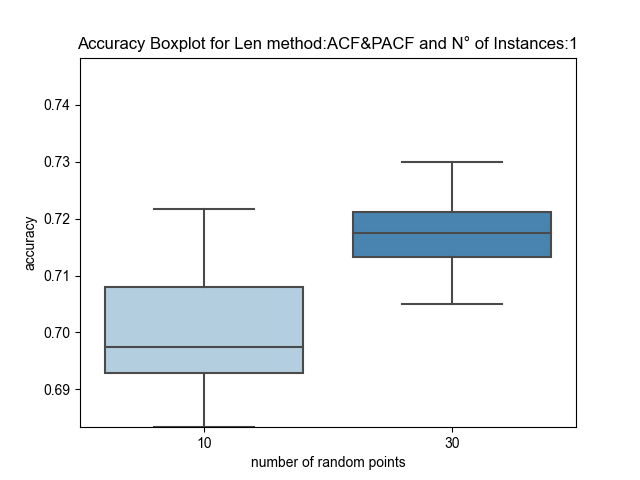 Accuracy Boxplot for Len method:ACF&PACF and N° of Instances:1
0.74
0.73
0.72
0.71
0.70
0.69
accuracy
10
30
number of random points